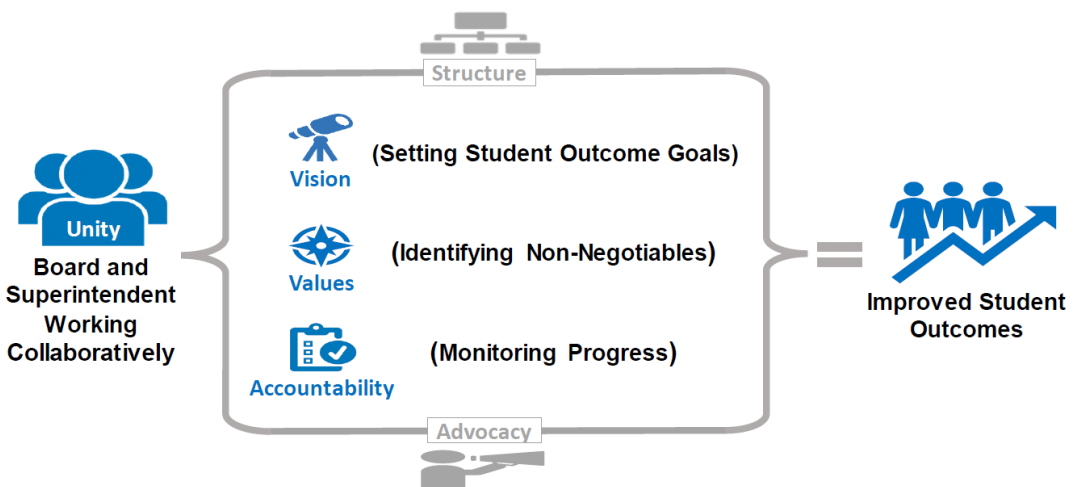 Structure
(Setting Student Outcome Goals)
Vision
Unity
Board and
Superintendent
Working
Collaboratively
(Identifying Non-Negotiables)
Values
(Monitoring Progress)
Accountability
Advocacy
Improved Student
Outcomes